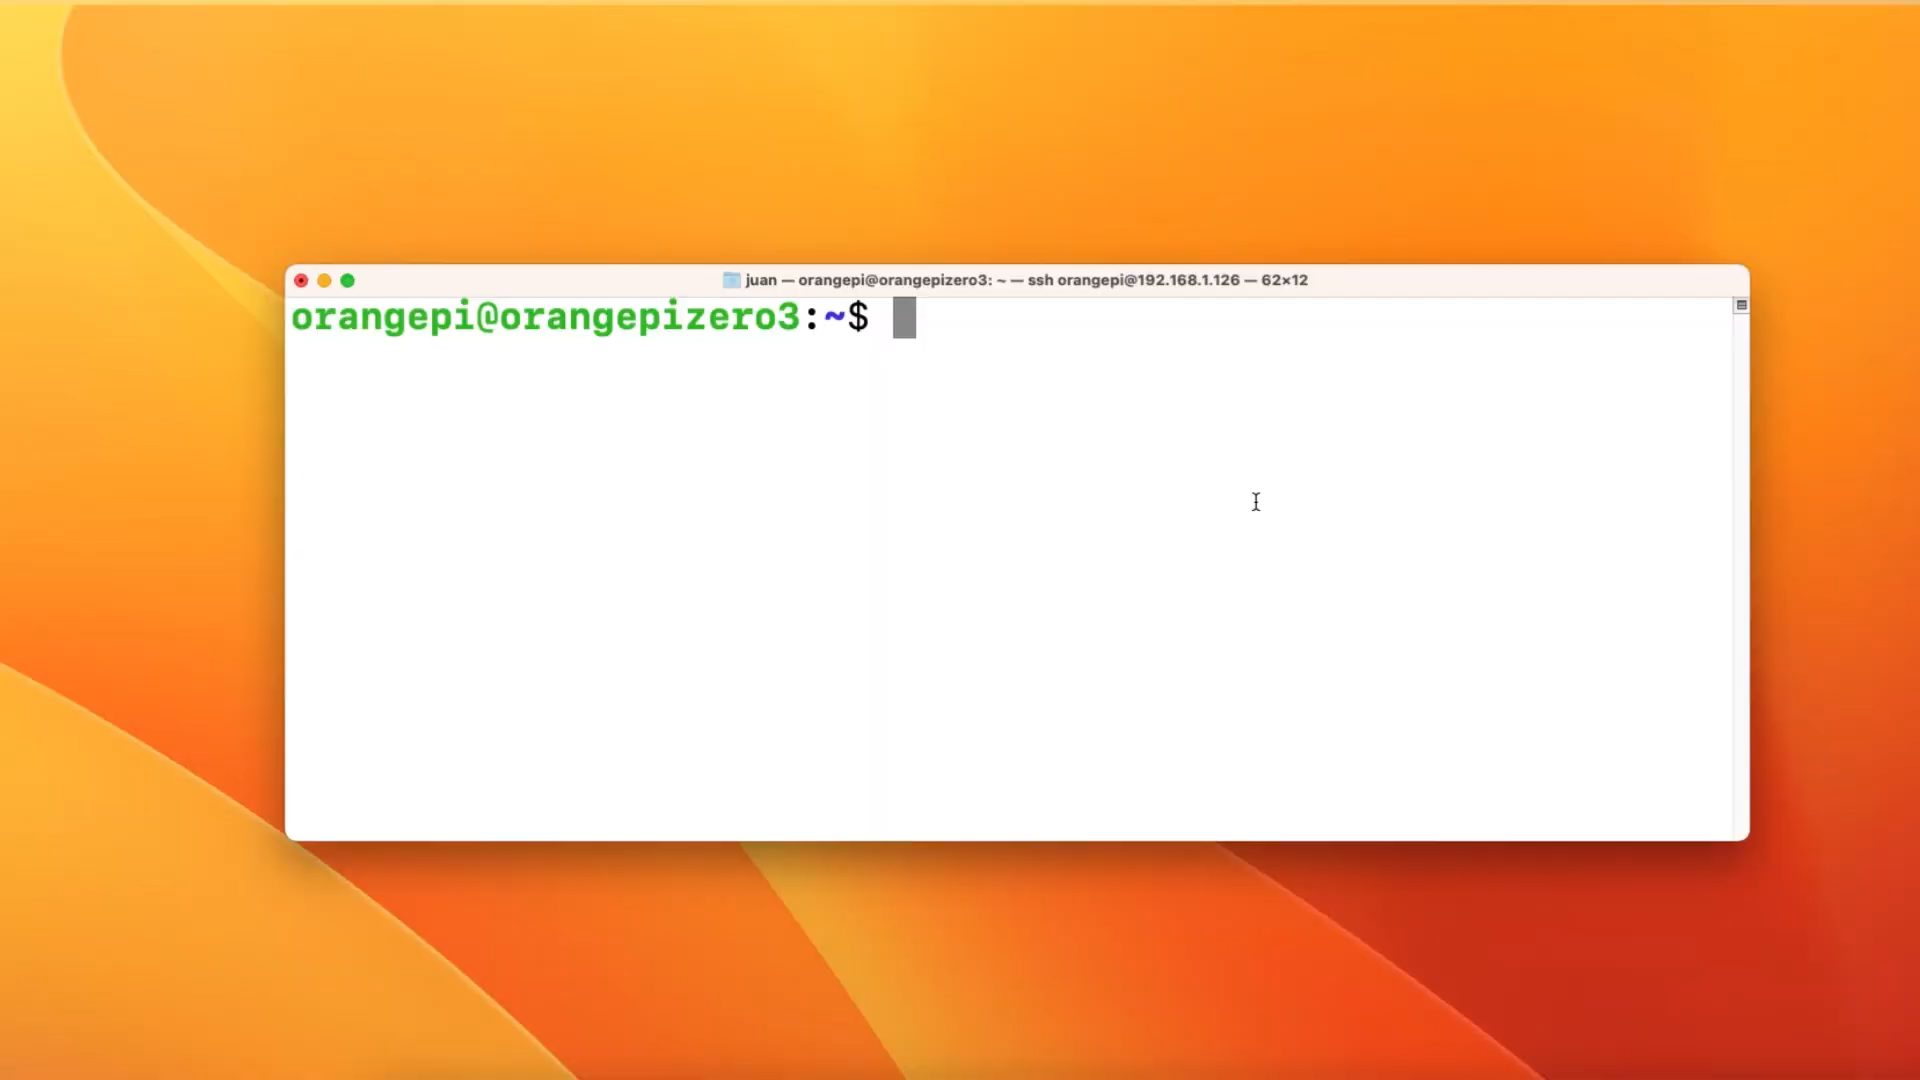 juan — orangepi@orangepizero3: ~ — ssh orangepi@192.168.1.126 — 62×12
orangepi@orangepizero3:~$